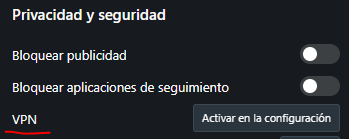 Privacidad y seguridad
Bloquear publicidad
Bloquear aplicaciones de seguimiento
VPN Activar en la configuración